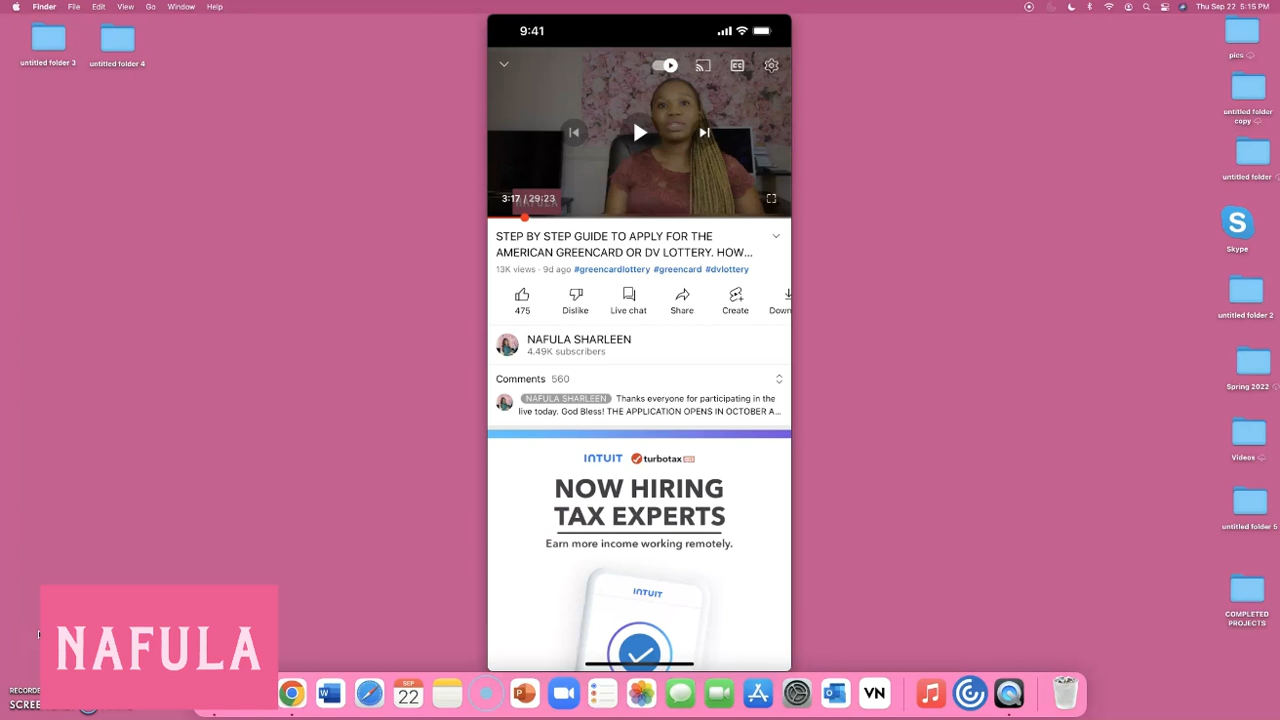 Finder File Edit View Go Window Help
Thu Sep 22 5:15 PM
untitled folder 3
untitled folder 4
9:41
3:17 / 29:23
STEP BY STEP GUIDE TO APPLY FOR THE
AMERICAN GREENCARD OR DV LOTTERY. HOW...
13K views · 9d ago #greencardlottery #greencard #dvlottery
475
Dislike
Live chat
Share
Create
Down
NAFULA SHARLEEN
4.49K subscribers
Comments 560
NAFULA SHARLEEN Thanks everyone for participating in the
live today. God Bless! THE APPLICATION OPENS IN OCTOBER A...
INTUIT turbotax
NOW HIRING
TAX EXPERTS
Earn more income working remotely.
INTUIT
pics
untitled folder
copy
untitled folder
Skype
untitled folder 2
Spring 2022
Videos
untitled folder 5
COMPLETED
PROJECTS
NAFULA
RECORDE
SCREE
SEP
22
VN